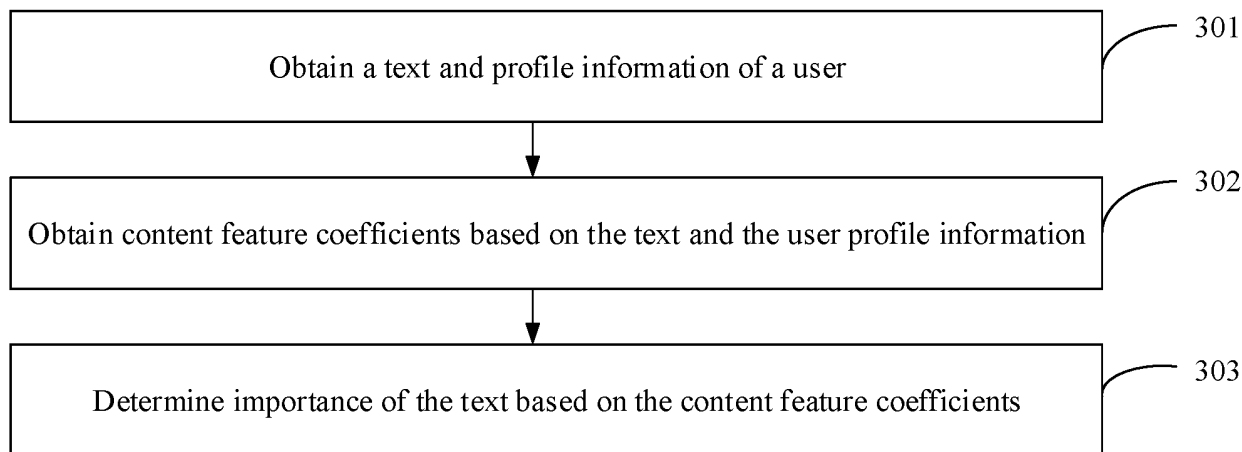 301
Obtain a text and profile information of a user
302
Obtain content feature coefficients based on the text and the user profile information
303
Determine importance of the text based on the content feature coefficients